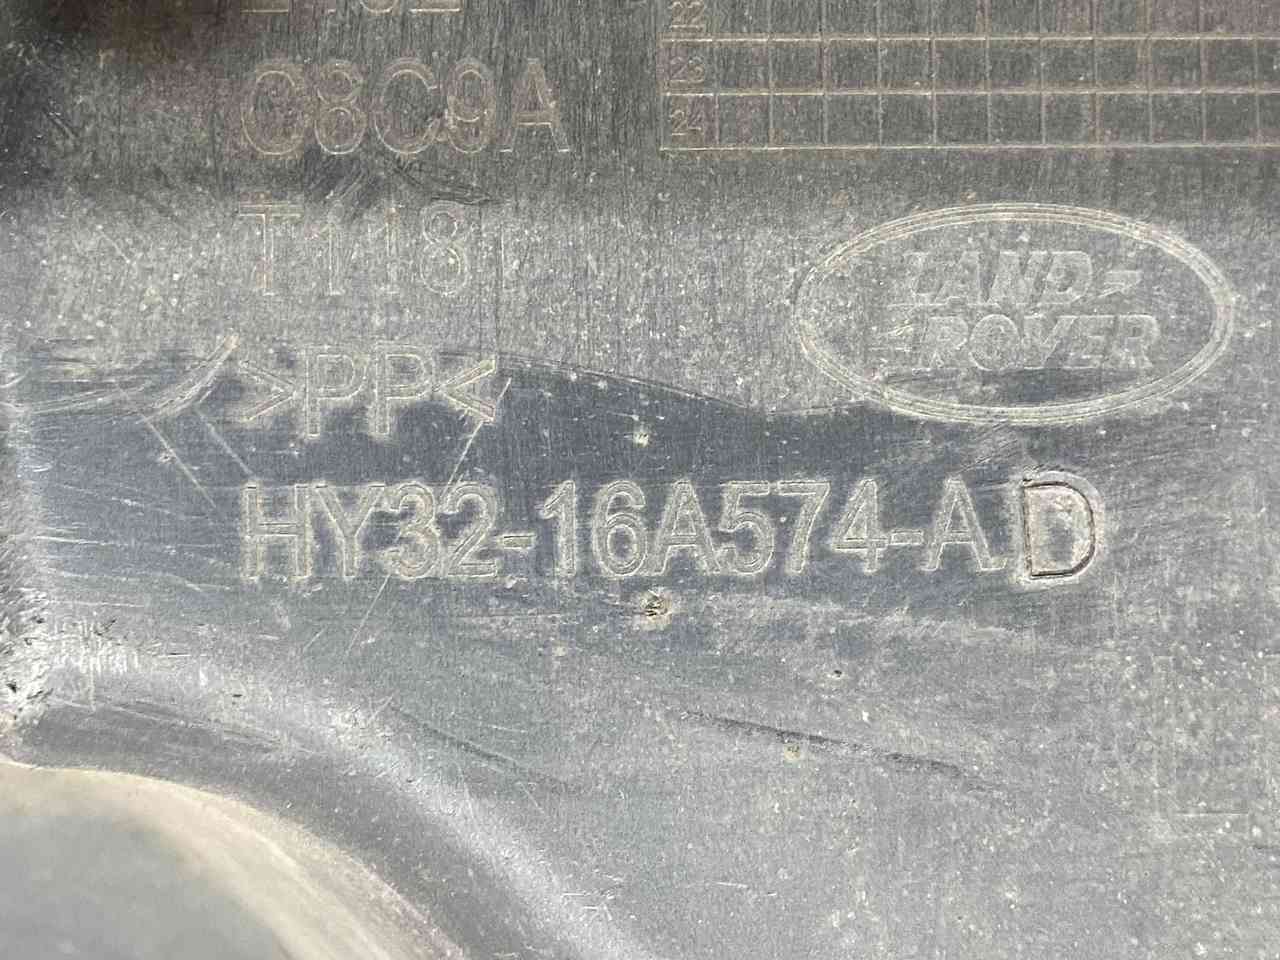 22
23
24
C8C9A
T118
LAND-
-ROVER
>PP<
HY32-16A574-AD